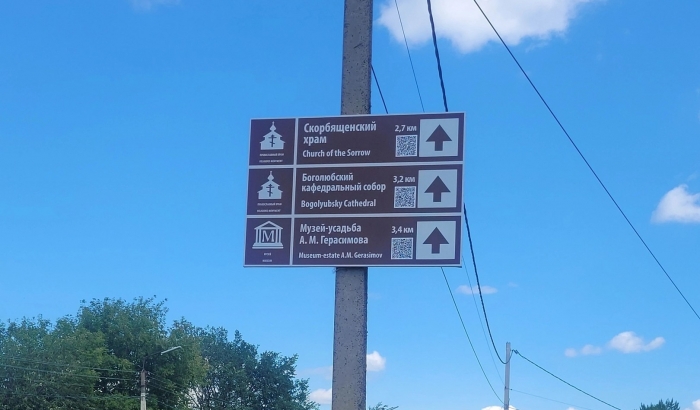 Скорбященский
храм
2,7 км
Church of the Sorrow
Боголюбский
кафедральный собор
3,2 км
Bogolyubsky Cathedral
М
Музей-усадьба
А. М. Герасимова
3,4 км
Museum-estate A.M. Gerasimov